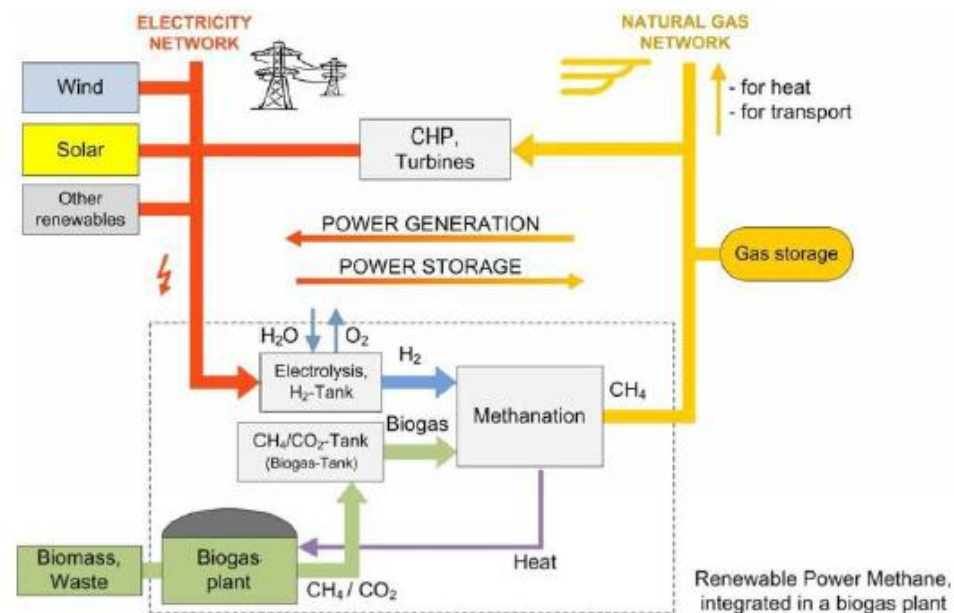 ELECTRICITY
NETWORK
NATURAL GAS
NETWORK
Wind
- for heat
- for transport
CHP,
Turbines
Solar
Other
renewables
POWER GENERATION
Gas storage
POWER STORAGE
H₂O
O₂
Electrolysis,
H₂-Tank
H₂
Methanation
CH₄
Biogas
CH₄/CO₂-Tank
(Biogas-Tank)
Biomass,
Waste
Biogas
plant
CH₄ / CO₂
Heat
Renewable Power Methane,
integrated in a biogas plant